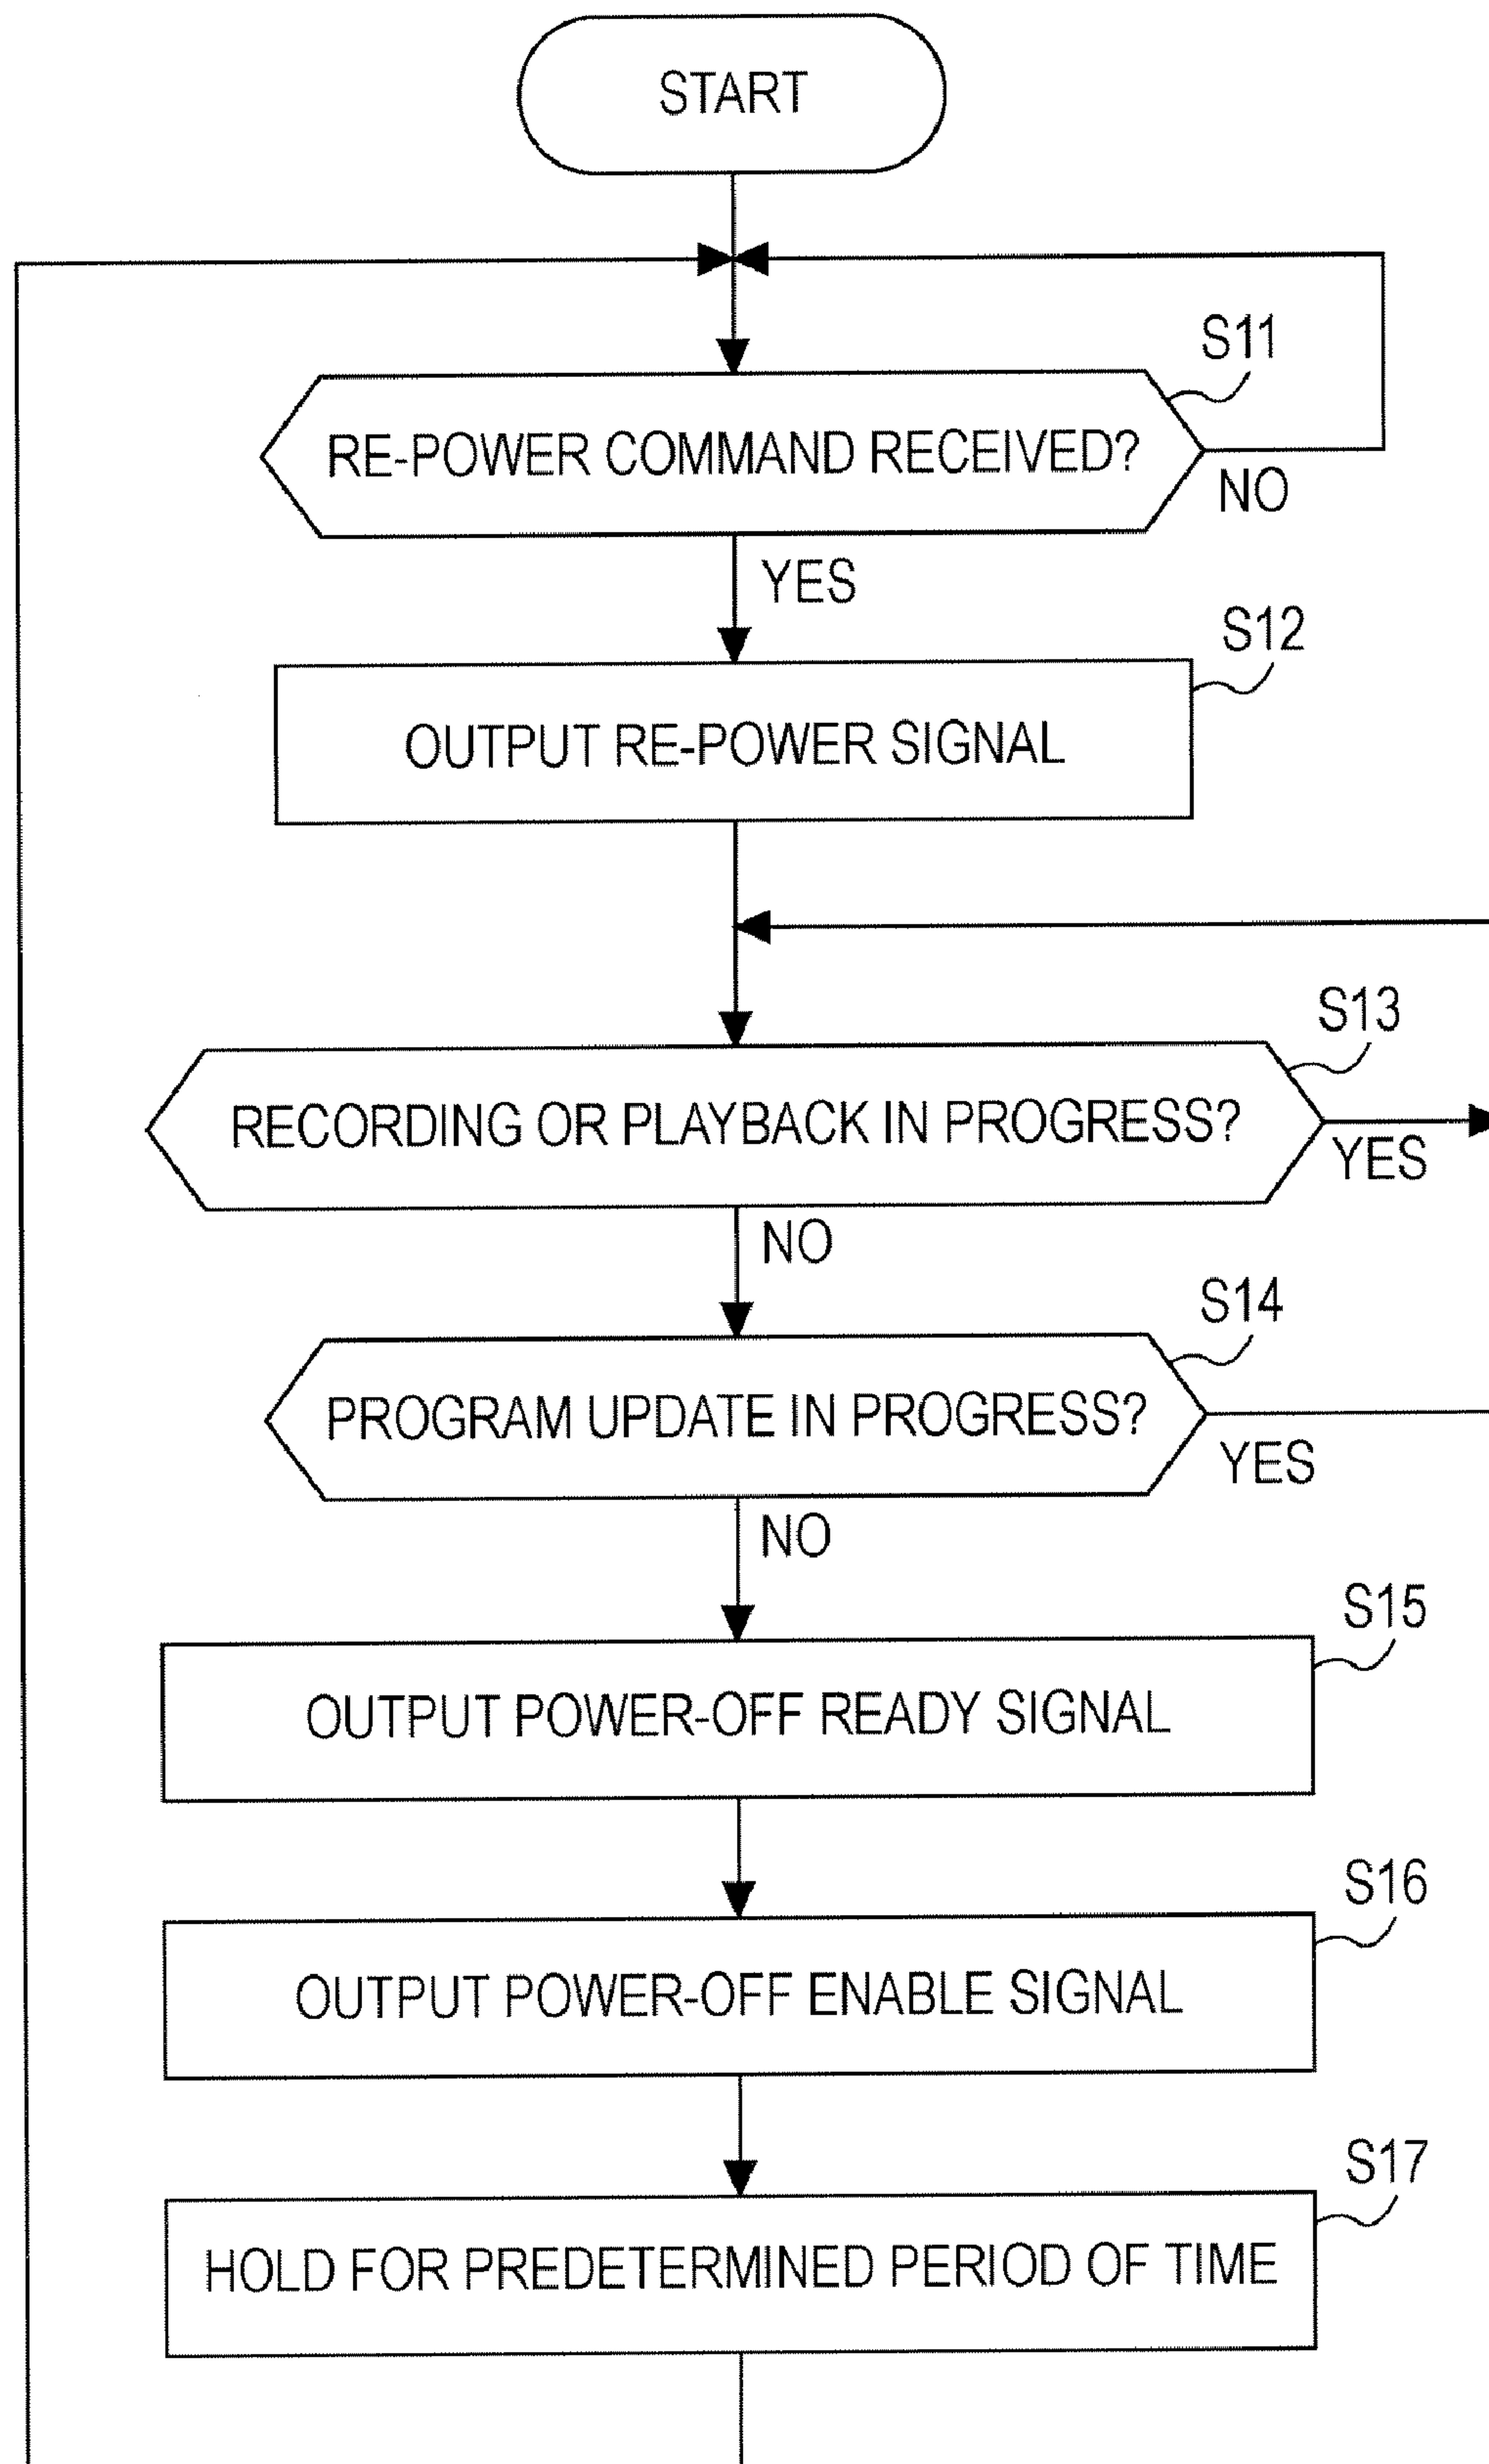 START
S11
RE-POWER COMMAND RECEIVED?
NO
YES
S12
OUTPUT RE-POWER SIGNAL
S13
RECORDING OR PLAYBACK IN PROGRESS?
YES
NO
S14
PROGRAM UPDATE IN PROGRESS?
YES
NO
S15
OUTPUT POWER-OFF READY SIGNAL
S16
OUTPUT POWER-OFF ENABLE SIGNAL
S17
HOLD FOR PREDETERMINED PERIOD OF TIME